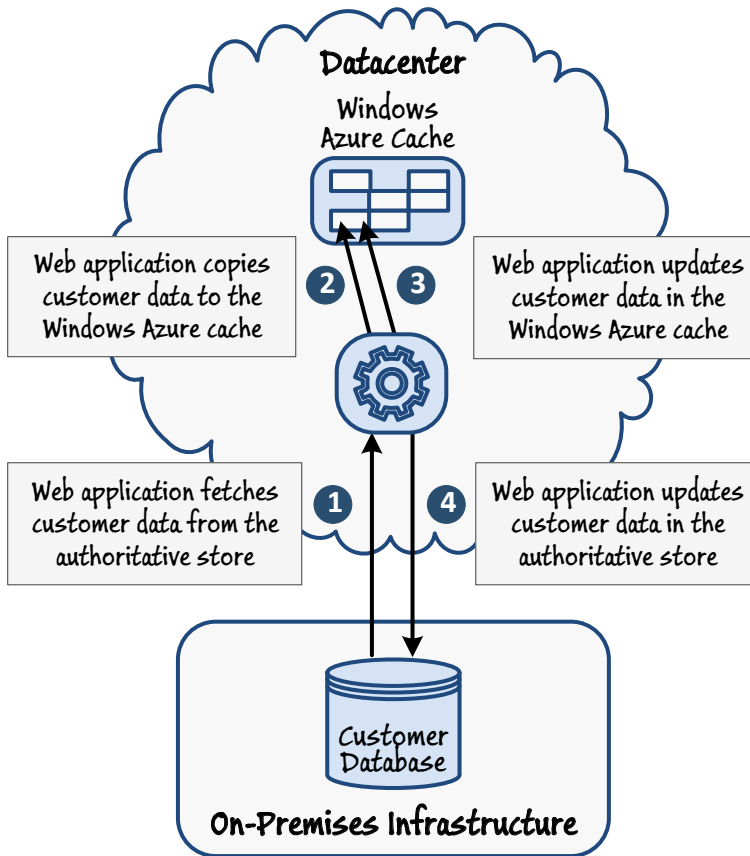 Datacenter
Windows
Azure Cache
Web application copies
customer data to the
Windows Azure cache
2
3
Web application updates
customer data in the
Windows Azure cache
Web application fetches
customer data from the
authoritative store
1
4
Web application updates
customer data in the
authoritative store
Customer
Database
On-Premises Infrastructure